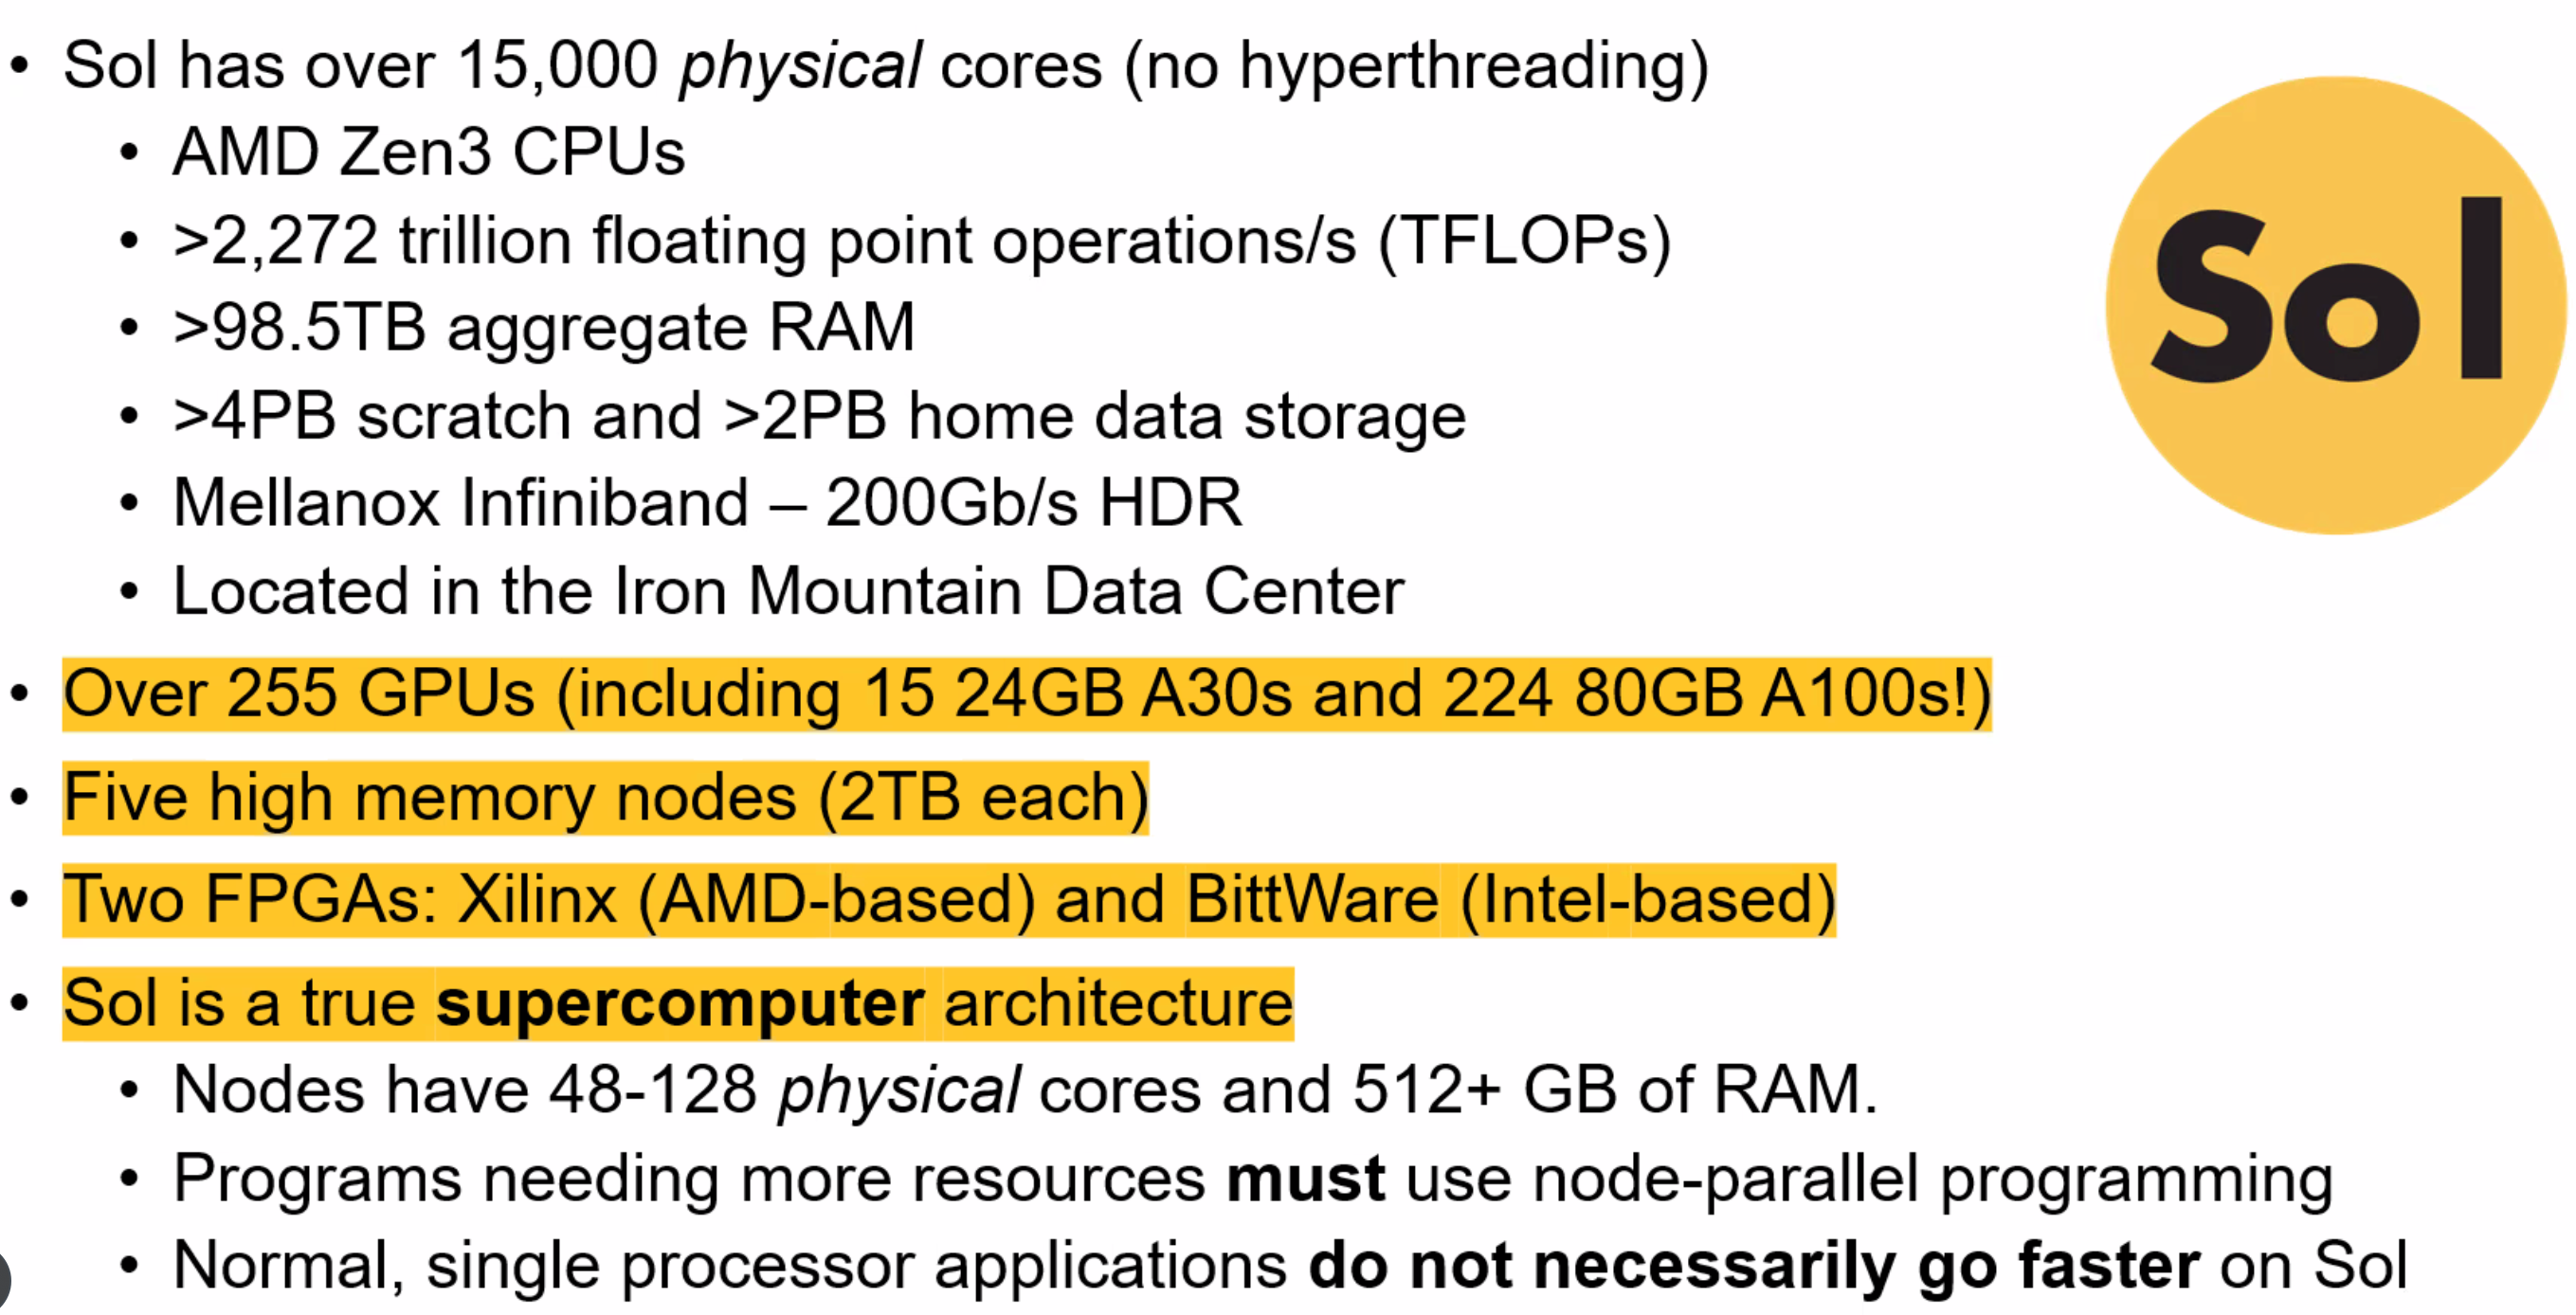 • Sol has over 15,000 physical cores (no hyperthreading)
• AMD Zen3 CPUs
• >2,272 trillion floating point operations/s (TFLOPs)
• >98.5TB aggregate RAM
• >4PB scratch and >2PB home data storage
• Mellanox Infiniband – 200Gb/s HDR
• Located in the Iron Mountain Data Center
• Over 255 GPUs (including 15 24GB A30s and 224 80GB A100s!)
• Five high memory nodes (2TB each)
• Two FPGAs: Xilinx (AMD-based) and BittWare (Intel-based)
• Sol is a true supercomputer architecture
• Nodes have 48-128 physical cores and 512+ GB of RAM.
• Programs needing more resources must use node-parallel programming
• Normal, single processor applications do not necessarily go faster on Sol
Sol